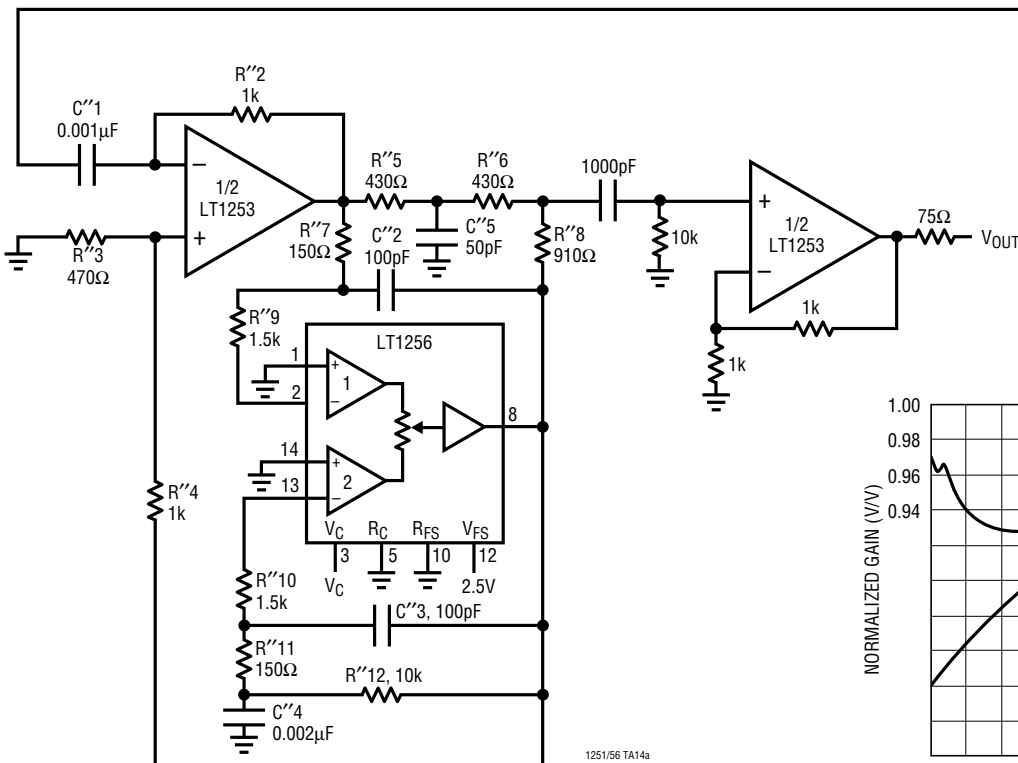 R″2
1k
C″1
0.001µF
−
+
1/2
LT1253
R″3
470Ω
R″5
430Ω
R″6
430Ω
1000pF
R″7
150Ω
C″2
100pF
C″5
50pF
R″8
910Ω
10k
+
−
1/2
LT1253
75Ω
VOUT
1k
1k
R″9
1.5k
LT1256
1
2
+
−
1
8
14
13
+
−
2
VC
RC
RFS
VFS
3
5
10
12
VC
2.5V
R″4
1k
R″10
1.5k
C″3, 100pF
R″11
150Ω
R″12, 10k
C″4
0.002µF
1251/56 TA14a
1.00
0.98
0.96
0.94
NORMALIZED GAIN (V/V)